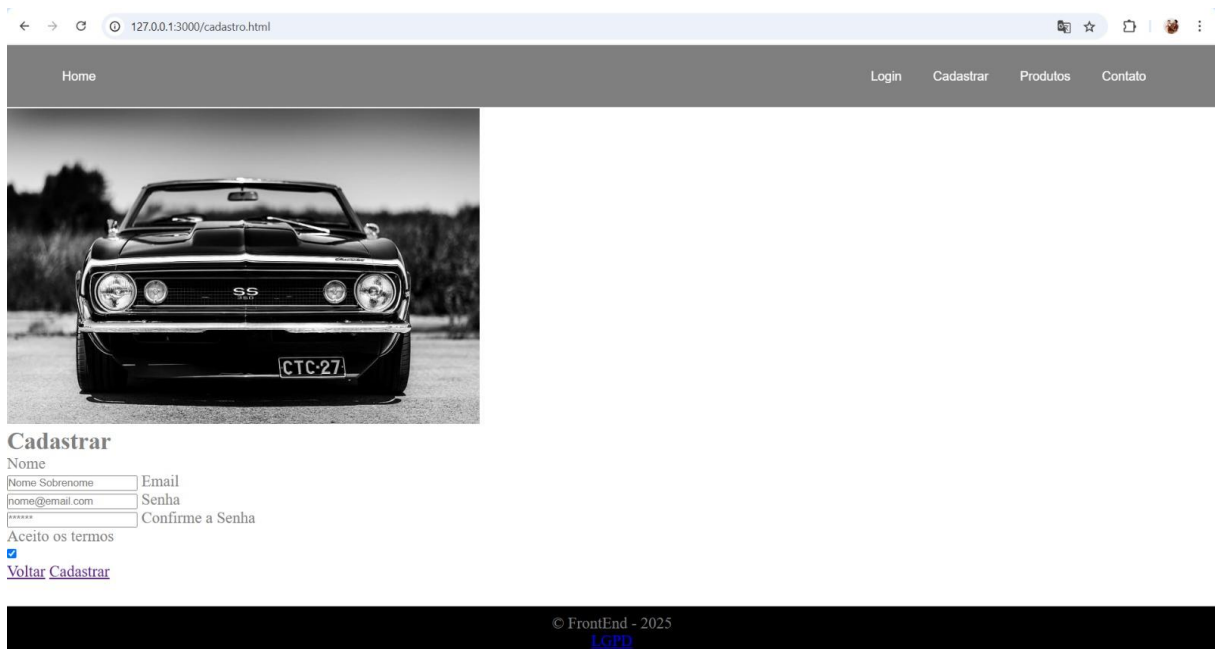 127.0.0.1:3000/cadastro.html
Home Login Cadastrar Produtos Contato
SS
350
CTC·27
Cadastrar
Nome
Nome Sobrenome Email
nome@email.com Senha
****** Confirme a Senha
Aceito os termos
Voltar Cadastrar
© FrontEnd - 2025
LGPD